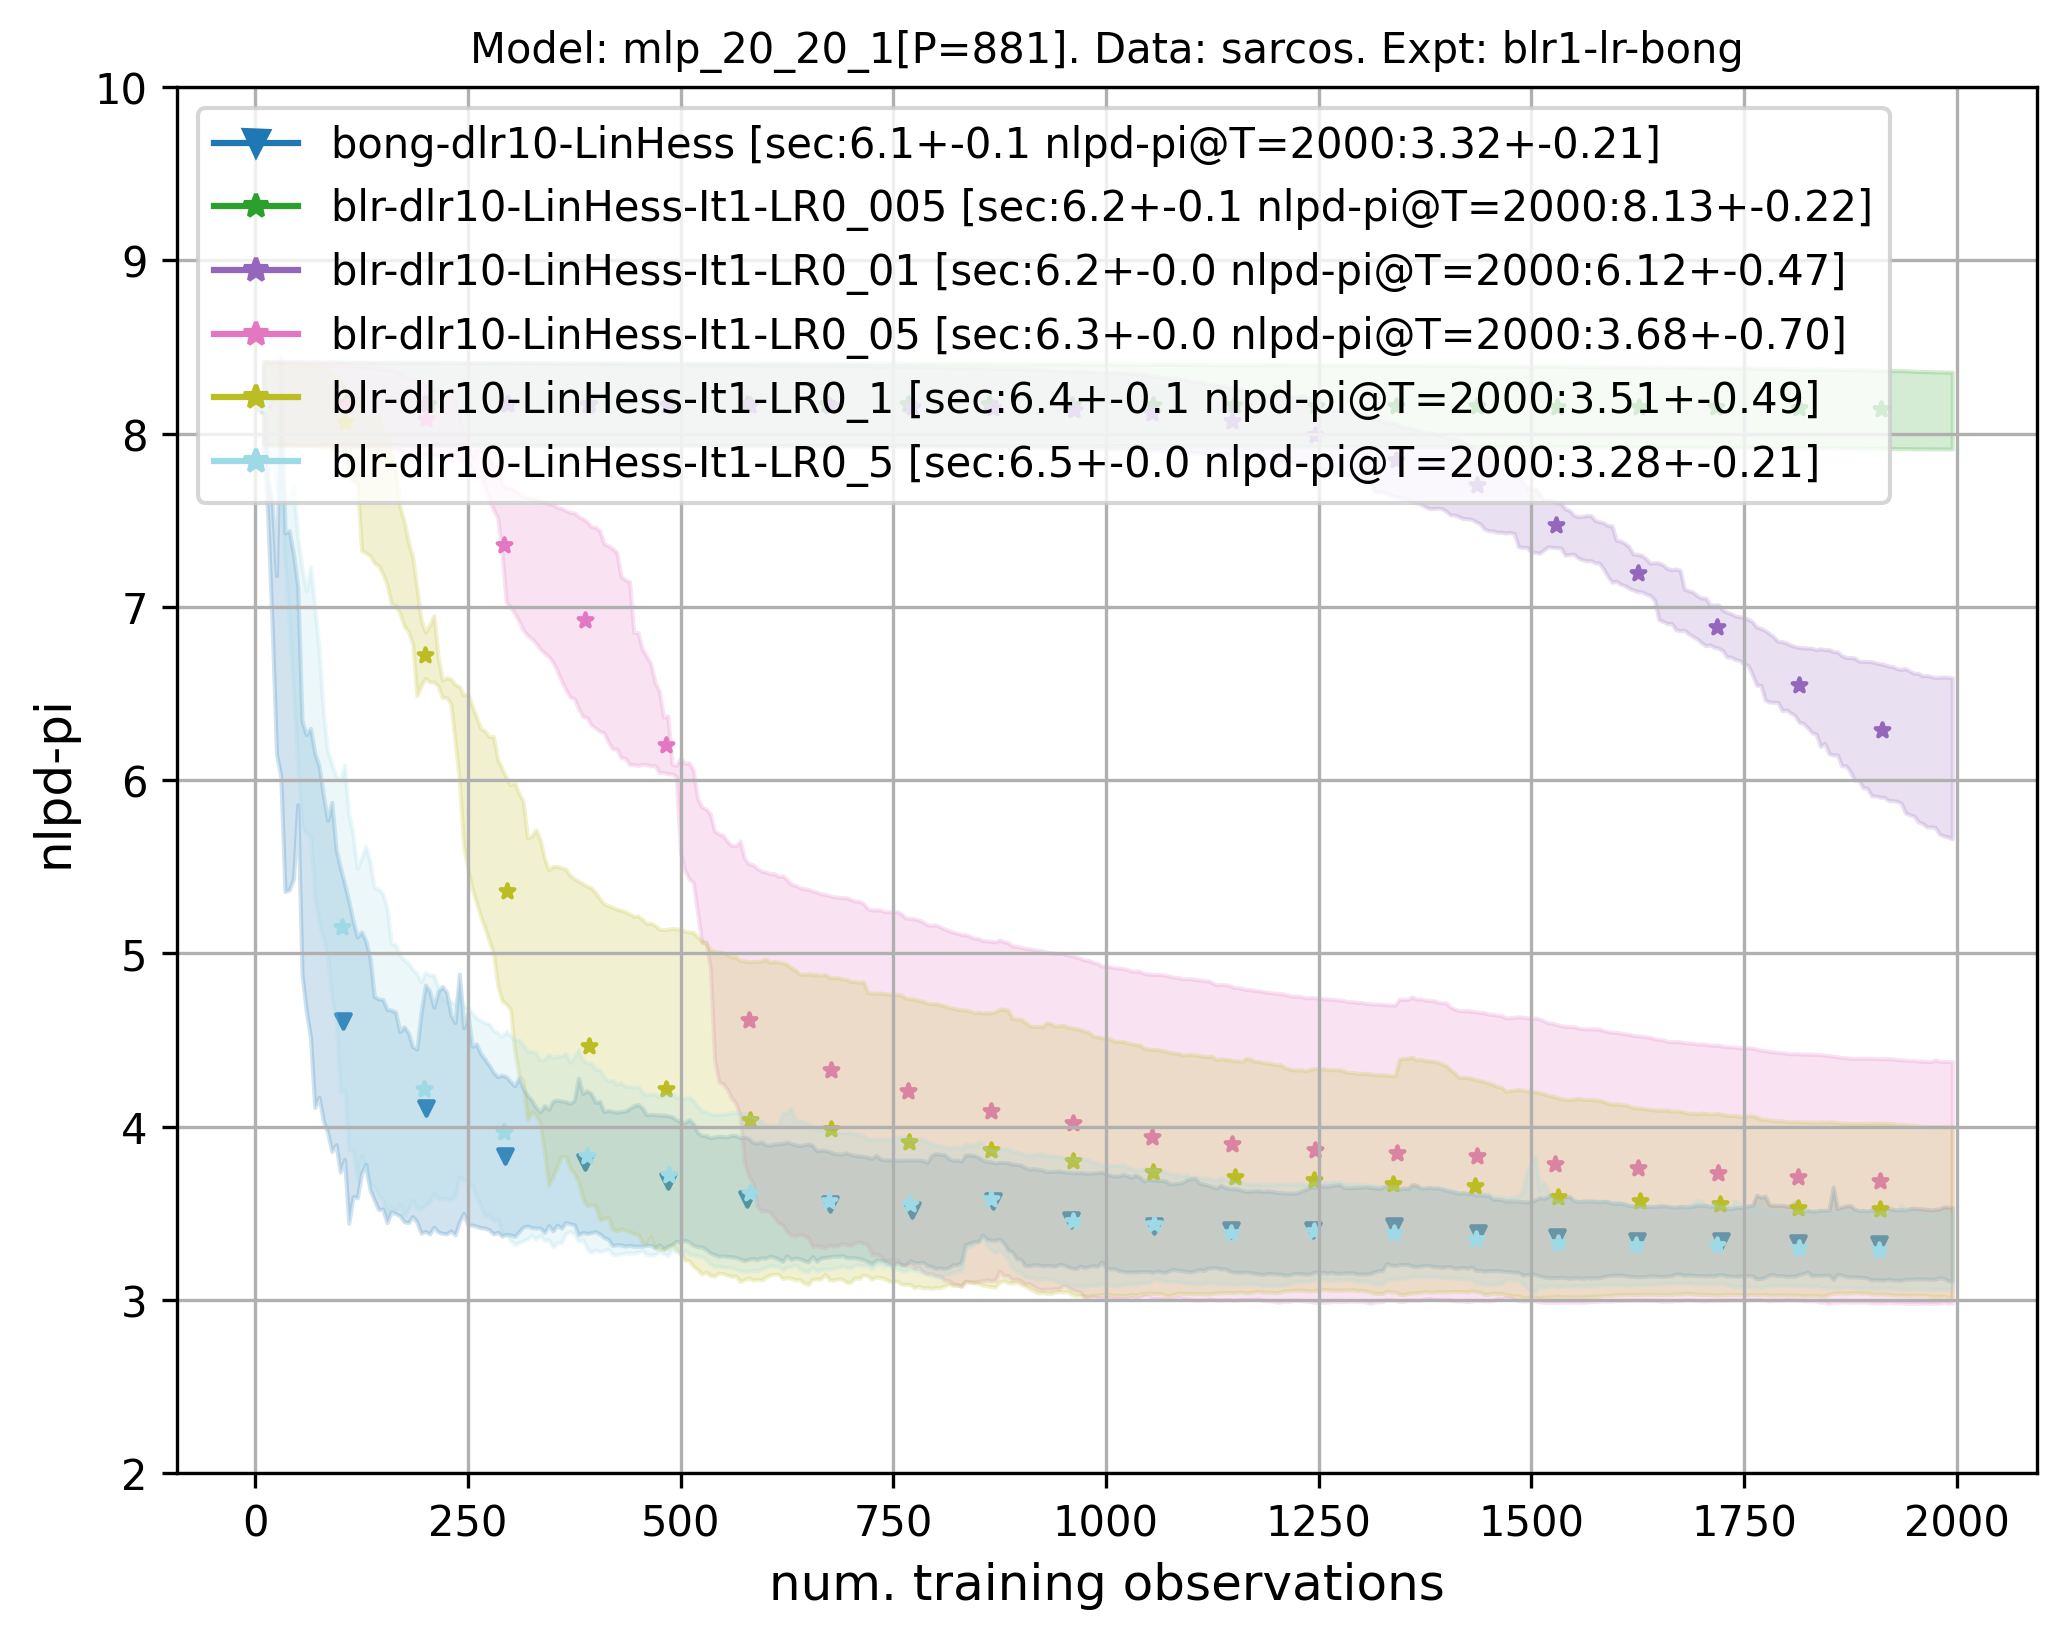 Model: mlp_20_20_1[P=881]. Data: sarcos. Expt: blr1-lr-bong
10
9
8
7
6
5
4
3
2
nlpd-pi
bong-dlr10-LinHess [sec:6.1+-0.1 nlpd-pi@T=2000:3.32+-0.21]
blr-dlr10-LinHess-It1-LR0_005 [sec:6.2+-0.1 nlpd-pi@T=2000:8.13+-0.22]
blr-dlr10-LinHess-It1-LR0_01 [sec:6.2+-0.0 nlpd-pi@T=2000:6.12+-0.47]
blr-dlr10-LinHess-It1-LR0_05 [sec:6.3+-0.0 nlpd-pi@T=2000:3.68+-0.70]
blr-dlr10-LinHess-It1-LR0_1 [sec:6.4+-0.1 nlpd-pi@T=2000:3.51+-0.49]
blr-dlr10-LinHess-It1-LR0_5 [sec:6.5+-0.0 nlpd-pi@T=2000:3.28+-0.21]
0 250 500 750 1000 1250 1500 1750 2000
num. training observations